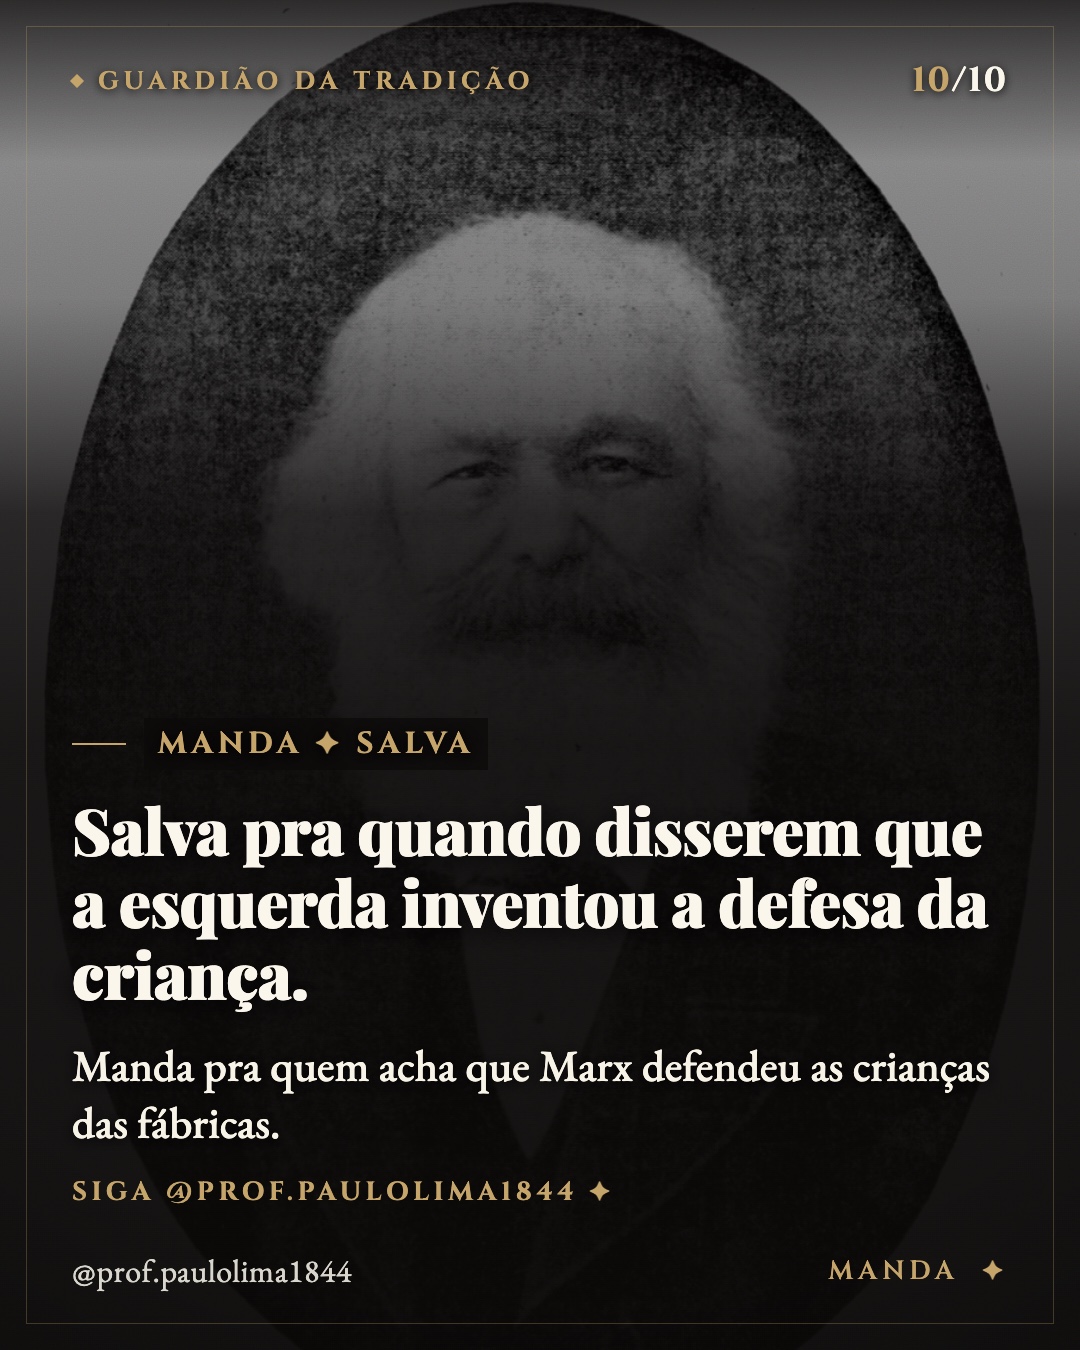 GUARDIÃO DA TRADIÇÃO
10/10
MANDA ✦ SALVA
Salva pra quando disserem que
a esquerda inventou a defesa da
criança.
Manda pra quem acha que Marx defendeu as crianças
das fábricas.
SIGA @PROF.PAULOLIMA1844 ✦
@prof.paulolima1844
MANDA ✦